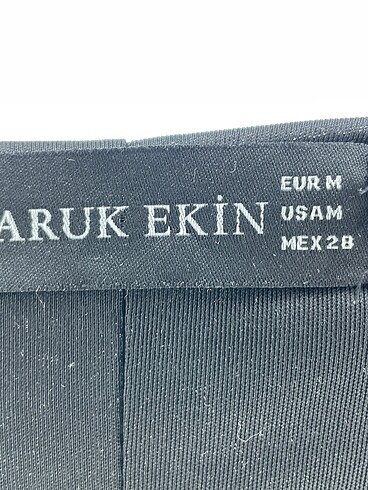 ARUK EKİN
EUR M
USA M
MEX 28